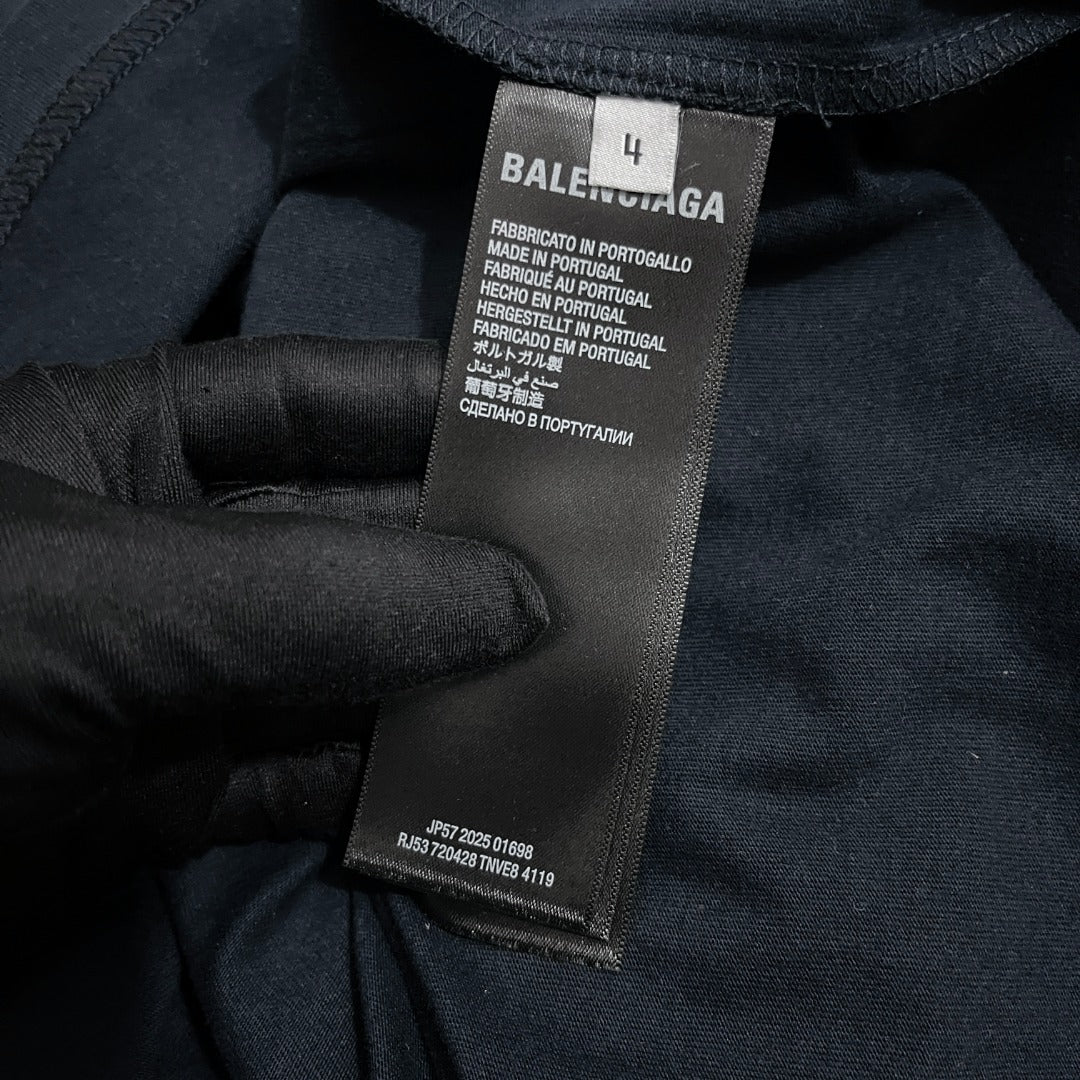 4
BALENCIAGA
FABBRICATO IN PORTOGALLO
MADE IN PORTUGAL
FABRIQUÉ AU PORTUGAL
HECHO EN PORTUGAL
HERGESTELLT IN PORTUGAL
FABRICADO EM PORTUGAL
ポルトガル製
صنع في البرتغال
葡萄牙制造
СДЕЛАНО В ПОРТУГАЛИИ
JP57 2025 01698
RJ53 720428 TNVE8 4119